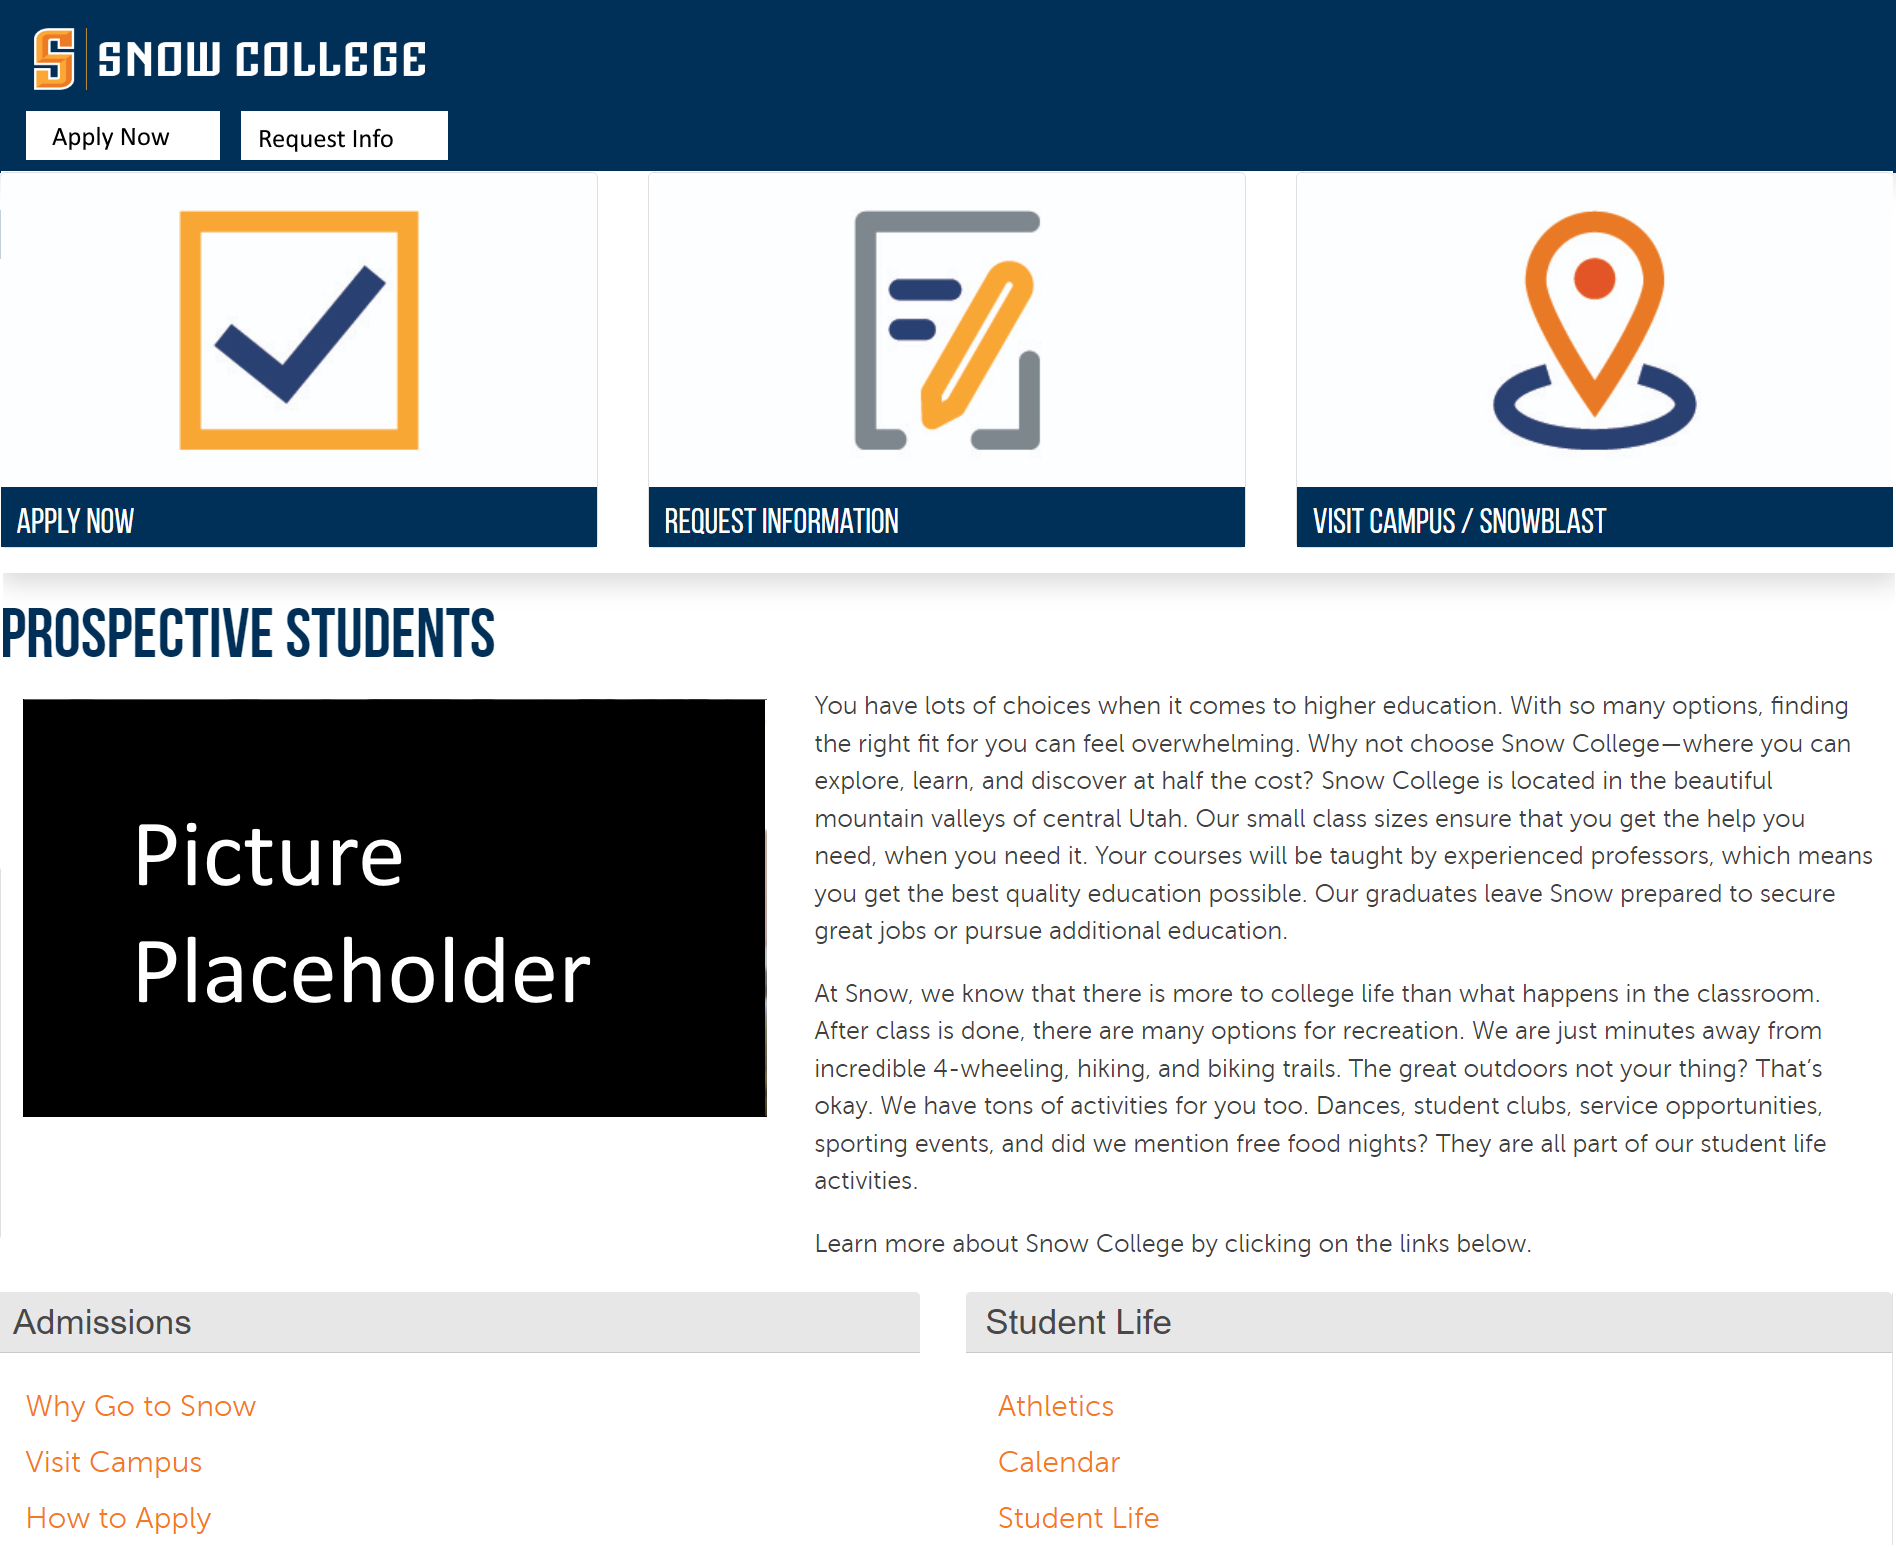 S SNOW COLLEGE
Apply Now
Request Info
APPLY NOW
REQUEST INFORMATION
VISIT CAMPUS / SNOWBLAST
PROSPECTIVE STUDENTS
Picture
Placeholder
You have lots of choices when it comes to higher education. With so many options, finding
the right fit for you can feel overwhelming. Why not choose Snow College—where you can
explore, learn, and discover at half the cost? Snow College is located in the beautiful
mountain valleys of central Utah. Our small class sizes ensure that you get the help you
need, when you need it. Your courses will be taught by experienced professors, which means
you get the best quality education possible. Our graduates leave Snow prepared to secure
great jobs or pursue additional education.
At Snow, we know that there is more to college life than what happens in the classroom.
After class is done, there are many options for recreation. We are just minutes away from
incredible 4-wheeling, hiking, and biking trails. The great outdoors not your thing? That’s
okay. We have tons of activities for you too. Dances, student clubs, service opportunities,
sporting events, and did we mention free food nights? They are all part of our student life
activities.
Learn more about Snow College by clicking on the links below.
Admissions
Why Go to Snow
Visit Campus
How to Apply
Student Life
Athletics
Calendar
Student Life